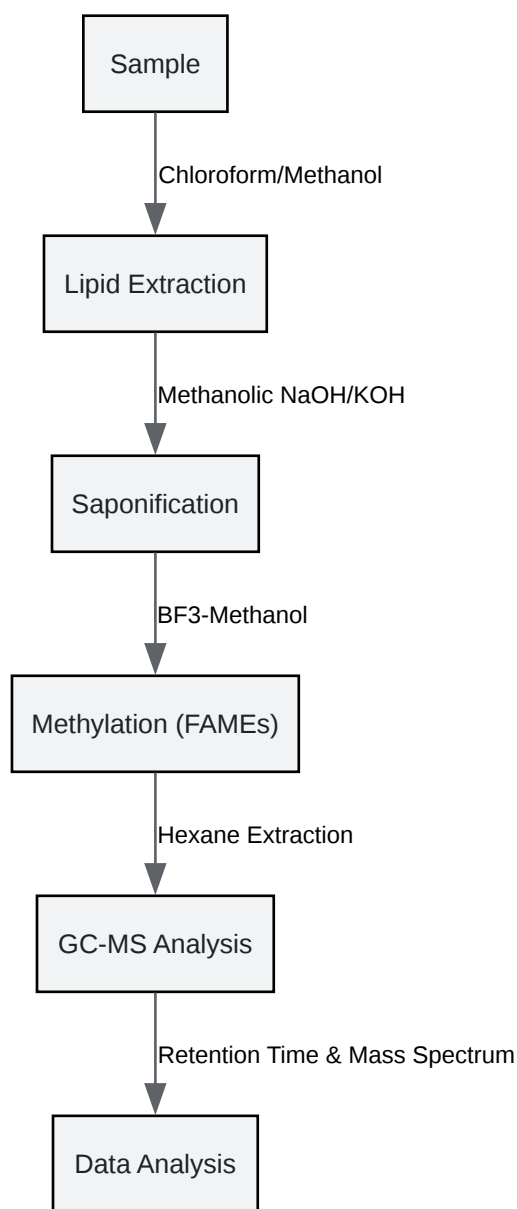 Sample
Chloroform/Methanol
Lipid Extraction
Methanolic NaOH/KOH
Saponification
BF3-Methanol
Methylation (FAMEs)
Hexane Extraction
GC-MS Analysis
Retention Time & Mass Spectrum
Data Analysis